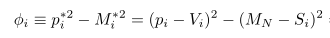 ϕ_i ≡ p_i^{*2} − M_i^{*2} = (p_i − V_i)^2 − (M_N − S_i)^2